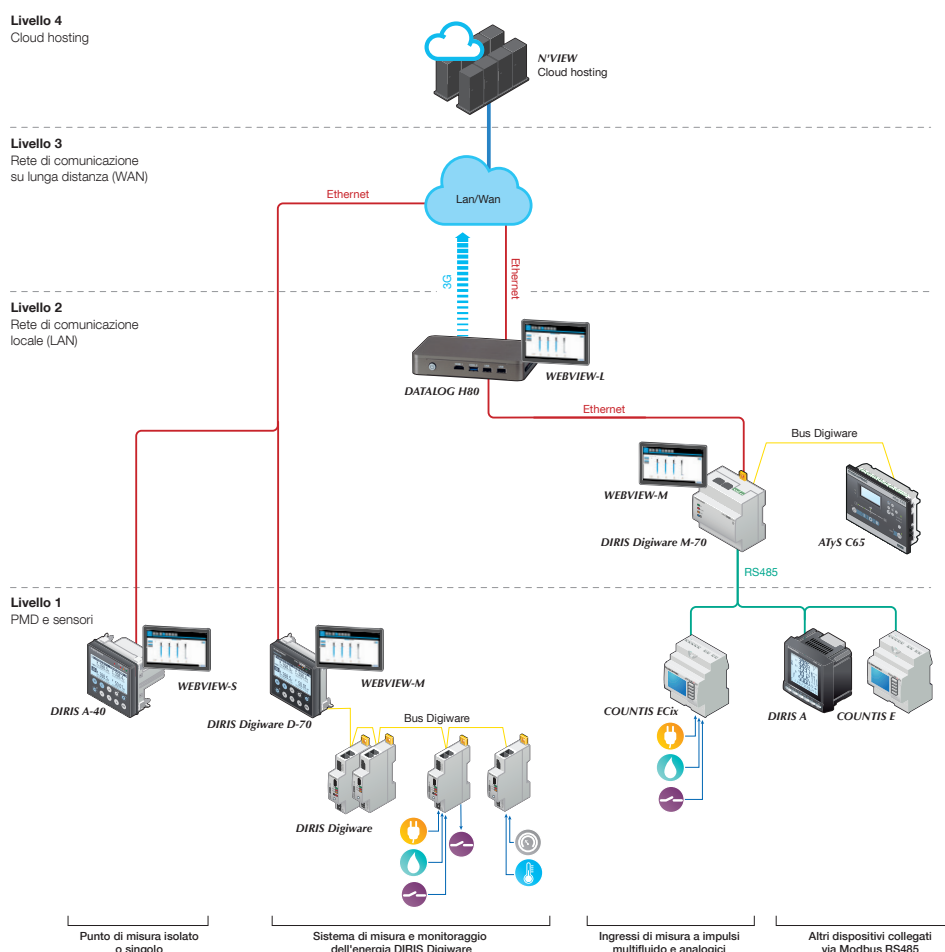 Livello 4
Cloud hosting
N'VIEW
Cloud hosting
Livello 3
Rete di comunicazione
su lunga distanza (WAN)
Ethernet
Lan/Wan
3G
Ethernet
Livello 2
Rete di comunicazione
locale (LAN)
WEBVIEW-L
DATALOG H80
Ethernet
Bus Digiware
WEBVIEW-M
DIRIS Digiware M-70
ATyS C65
RS485
Livello 1
PMD e sensori
WEBVIEW-S
DIRIS A-40
WEBVIEW-M
DIRIS Digiware D-70
Bus Digiware
COUNTIS ECix
DIRIS A
COUNTIS E
DIRIS Digiware
Punto di misura isolato
o singolo
Sistema di misura e monitoraggio
dell'energia DIRIS Digiware
Ingressi di misura a impulsi
multifluido e analogici
Altri dispositivi collegati
via Modbus RS485